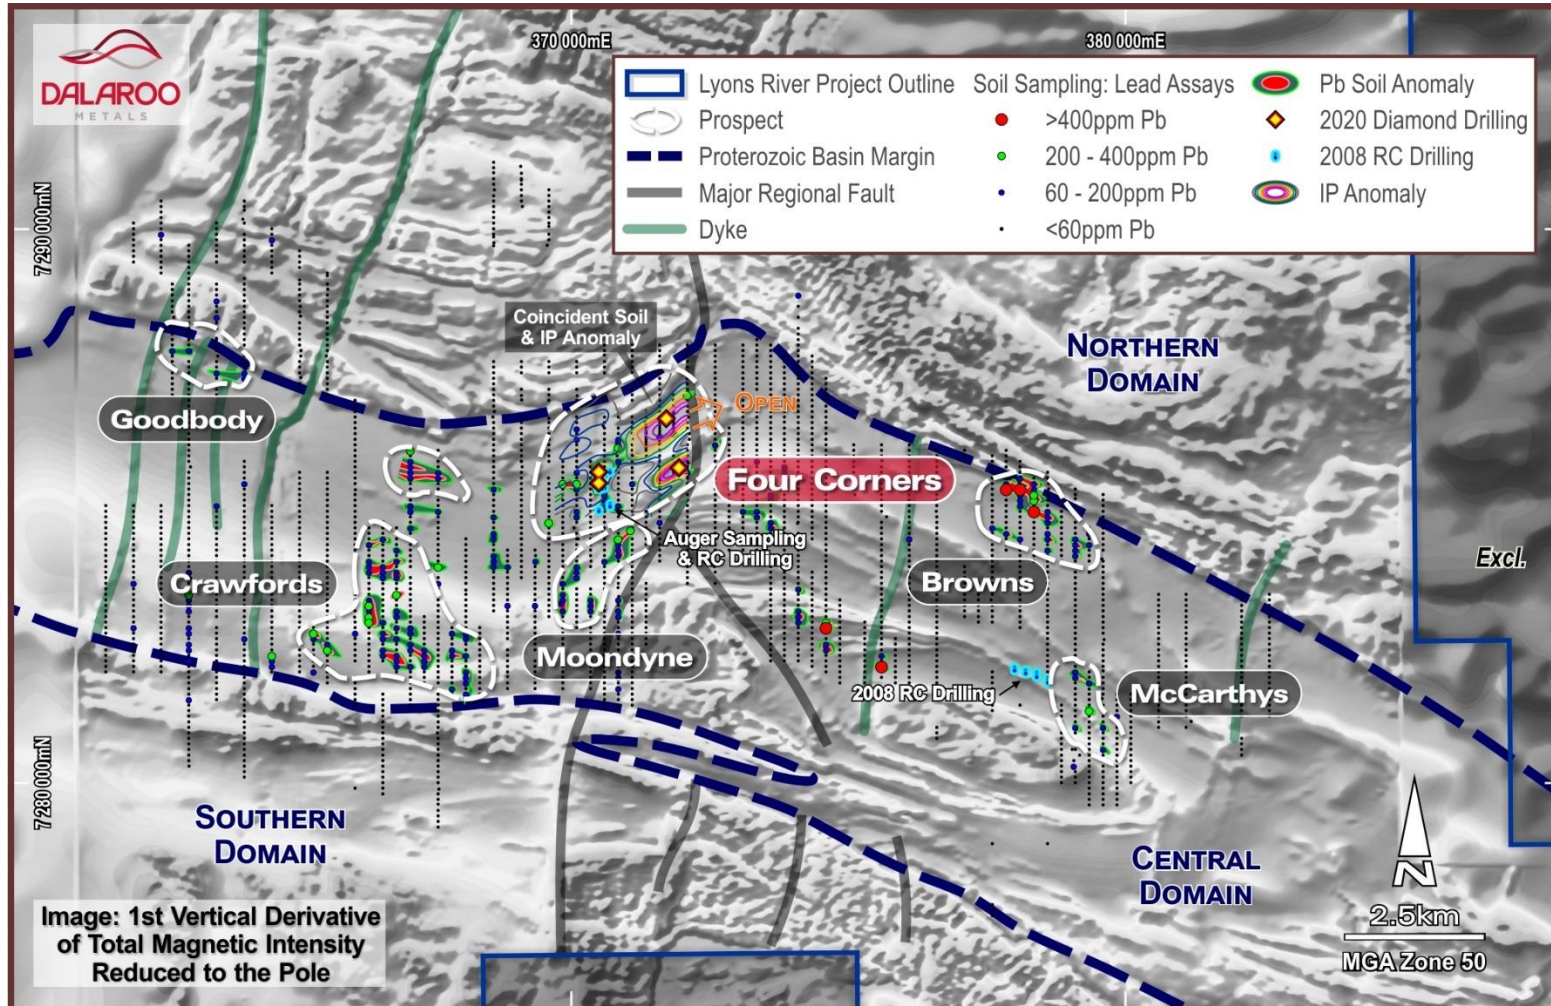 DALAROO
METALS
370 000mE
380 000mE
7 290 000mN
7 280 000mN
Lyons River Project Outline
Prospect
Proterozoic Basin Margin
Major Regional Fault
Dyke
Soil Sampling: Lead Assays
>400ppm Pb
200 - 400ppm Pb
60 - 200ppm Pb
<60ppm Pb
Pb Soil Anomaly
2020 Diamond Drilling
2008 RC Drilling
IP Anomaly
Coincident Soil
& IP Anomaly
NORTHERN
DOMAIN
OPEN
Goodbody
Four Corners
Auger Sampling
& RC Drilling
Crawfords
Browns
Excl.
Moondyne
2008 RC Drilling
McCarthys
SOUTHERN
DOMAIN
CENTRAL
DOMAIN
N
2.5km
MGA Zone 50
Image: 1st Vertical Derivative
of Total Magnetic Intensity
Reduced to the Pole